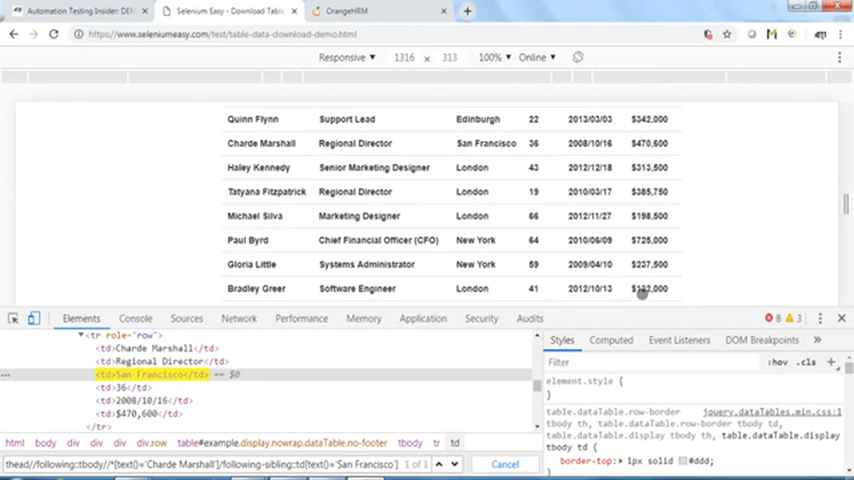 Automation Testing Insider: DEM
Selenium Easy - Download Table
OrangeHRM
https://www.seleniumeasy.com/test/table-data-download-demo.html
Responsive 1316 × 313 100% Online
Quinn Flynn Support Lead Edinburgh 22 2013/03/03 $342,000
Charde Marshall Regional Director San Francisco 36 2008/10/16 $470,600
Haley Kennedy Senior Marketing Designer London 43 2012/12/18 $313,500
Tatyana Fitzpatrick Regional Director London 19 2010/03/17 $385,750
Michael Silva Marketing Designer London 66 2012/11/27 $198,500
Paul Byrd Chief Financial Officer (CFO) New York 64 2010/06/09 $725,000
Gloria Little Systems Administrator New York 59 2009/04/10 $237,500
Bradley Greer Software Engineer London 41 2012/10/13 $132,000
Elements Console Sources Network Performance Memory Application Security Audits 8 3
<tr role="row">
<td>Charde Marshall</td>
<td>Regional Director</td>
<td>San Francisco</td> == $0
<td>36</td>
<td>2008/10/16</td>
<td>$470,600</td>
</tr>
html body div div div div.row table#example.display.nowrap.dataTable.no-footer tbody tr td
thead//following::tbody//*[text()='Charde Marshall']/following-sibling::td[text()='San Francisco'] 1 of 1 Cancel
Styles Computed Event Listeners DOM Breakpoints
Filter :hov .cls
element.style {
}
table.dataTable.row-border jquery.dataTables.min.css:1
tbody th, table.dataTable.row-border tbody td,
table.dataTable.display tbody th, table.dataTable.display
tbody td {
border-top: 1px solid #ddd;